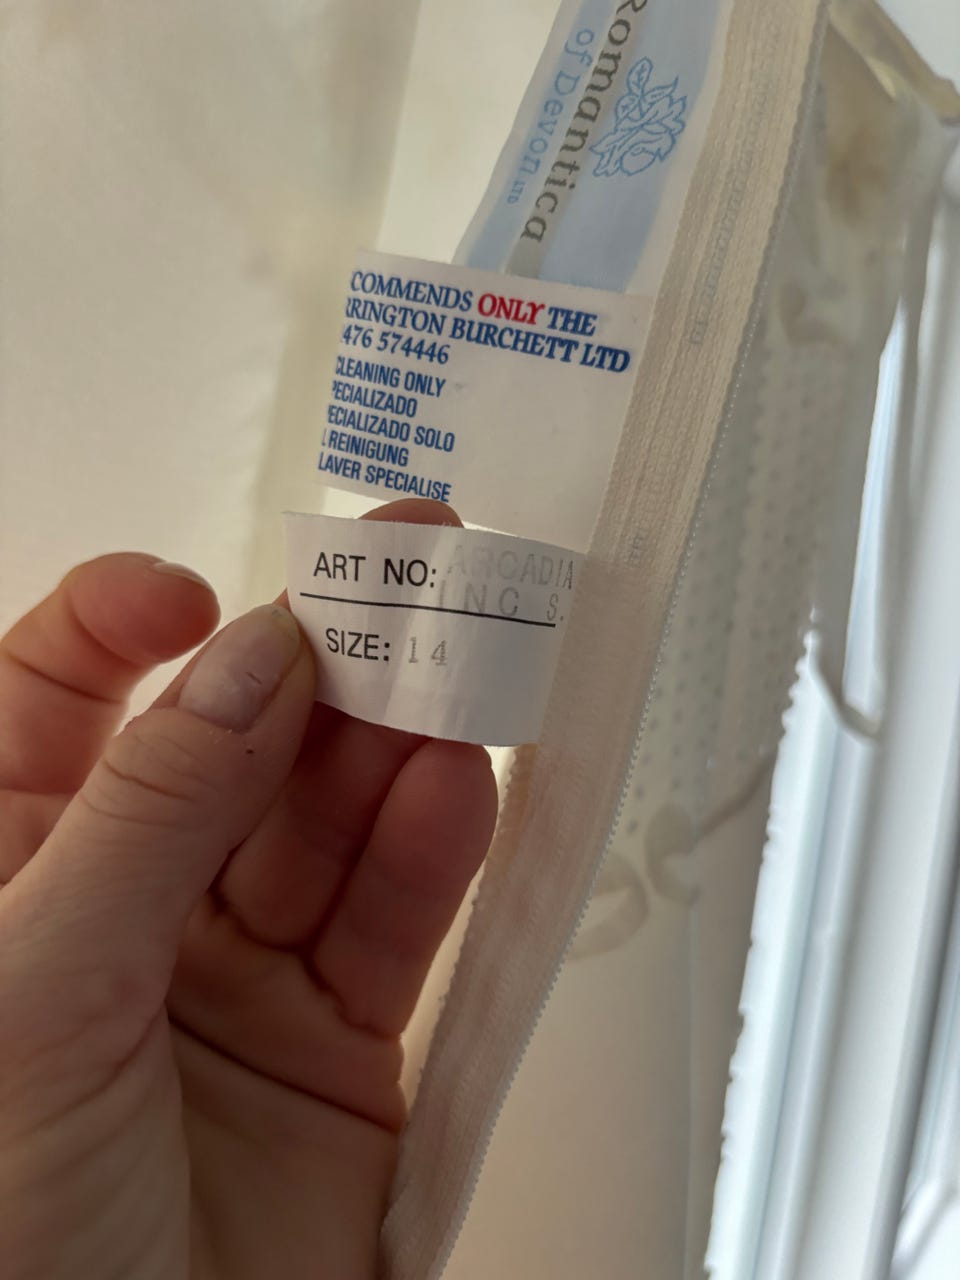 Romantica
of Devon LTD
COMMENDS ONLY THE
RRINGTON BURCHETT LTD
476 574446
CLEANING ONLY
PECIALIZADO
ECIALIZADO SOLO
L REINIGUNG
LAVER SPECIALISE
ART NO: ARCADIA
INC S.
SIZE: 14